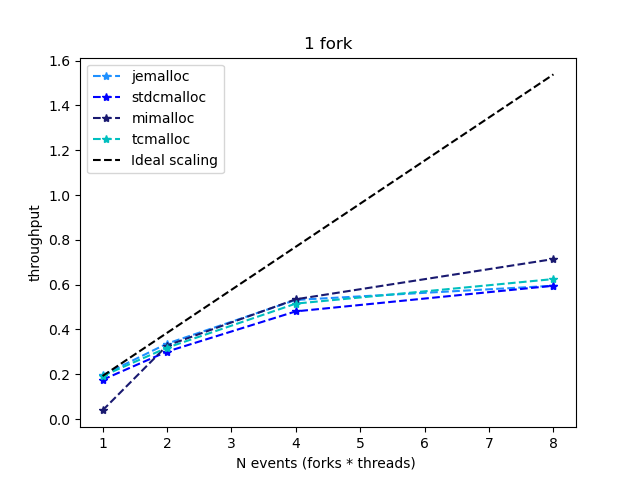 1 fork
throughput
1.6
1.4
1.2
1.0
0.8
0.6
0.4
0.2
0.0
jemalloc
stdcmalloc
mimalloc
tcmalloc
Ideal scaling
1 2 3 4 5 6 7 8
N events (forks * threads)